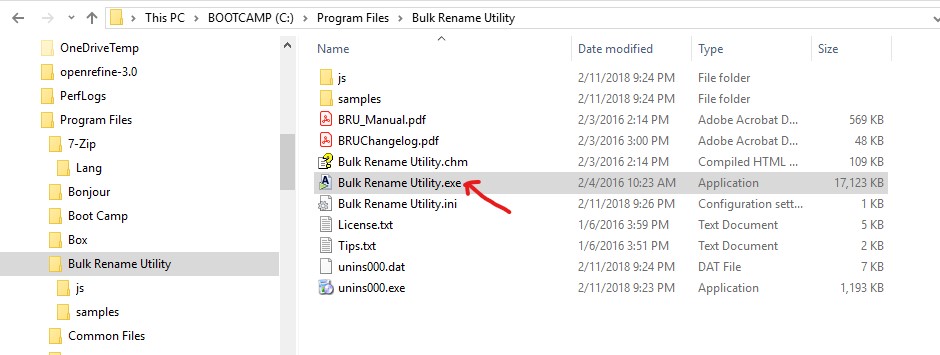 This PC > BOOTCAMP (C:) > Program Files > Bulk Rename Utility
OneDriveTemp
openrefine-3.0
PerfLogs
Program Files
7-Zip
Lang
Bonjour
Boot Camp
Box
Bulk Rename Utility
js
samples
Common Files
Name Date modified Type Size
js 2/11/2018 9:24 PM File folder
samples 2/11/2018 9:24 PM File folder
BRU_Manual.pdf 2/3/2016 2:14 PM Adobe Acrobat D... 569 KB
BRUChangelog.pdf 2/3/2016 3:00 PM Adobe Acrobat D... 48 KB
Bulk Rename Utility.chm 2/3/2016 2:14 PM Compiled HTML ... 109 KB
Bulk Rename Utility.exe 2/4/2016 10:23 AM Application 17,123 KB
Bulk Rename Utility.ini 2/11/2018 9:26 PM Configuration sett... 1 KB
License.txt 1/6/2016 3:59 PM Text Document 5 KB
Tips.txt 1/6/2016 3:51 PM Text Document 2 KB
unins000.dat 2/11/2018 9:24 PM DAT File 7 KB
unins000.exe 2/11/2018 9:23 PM Application 1,193 KB